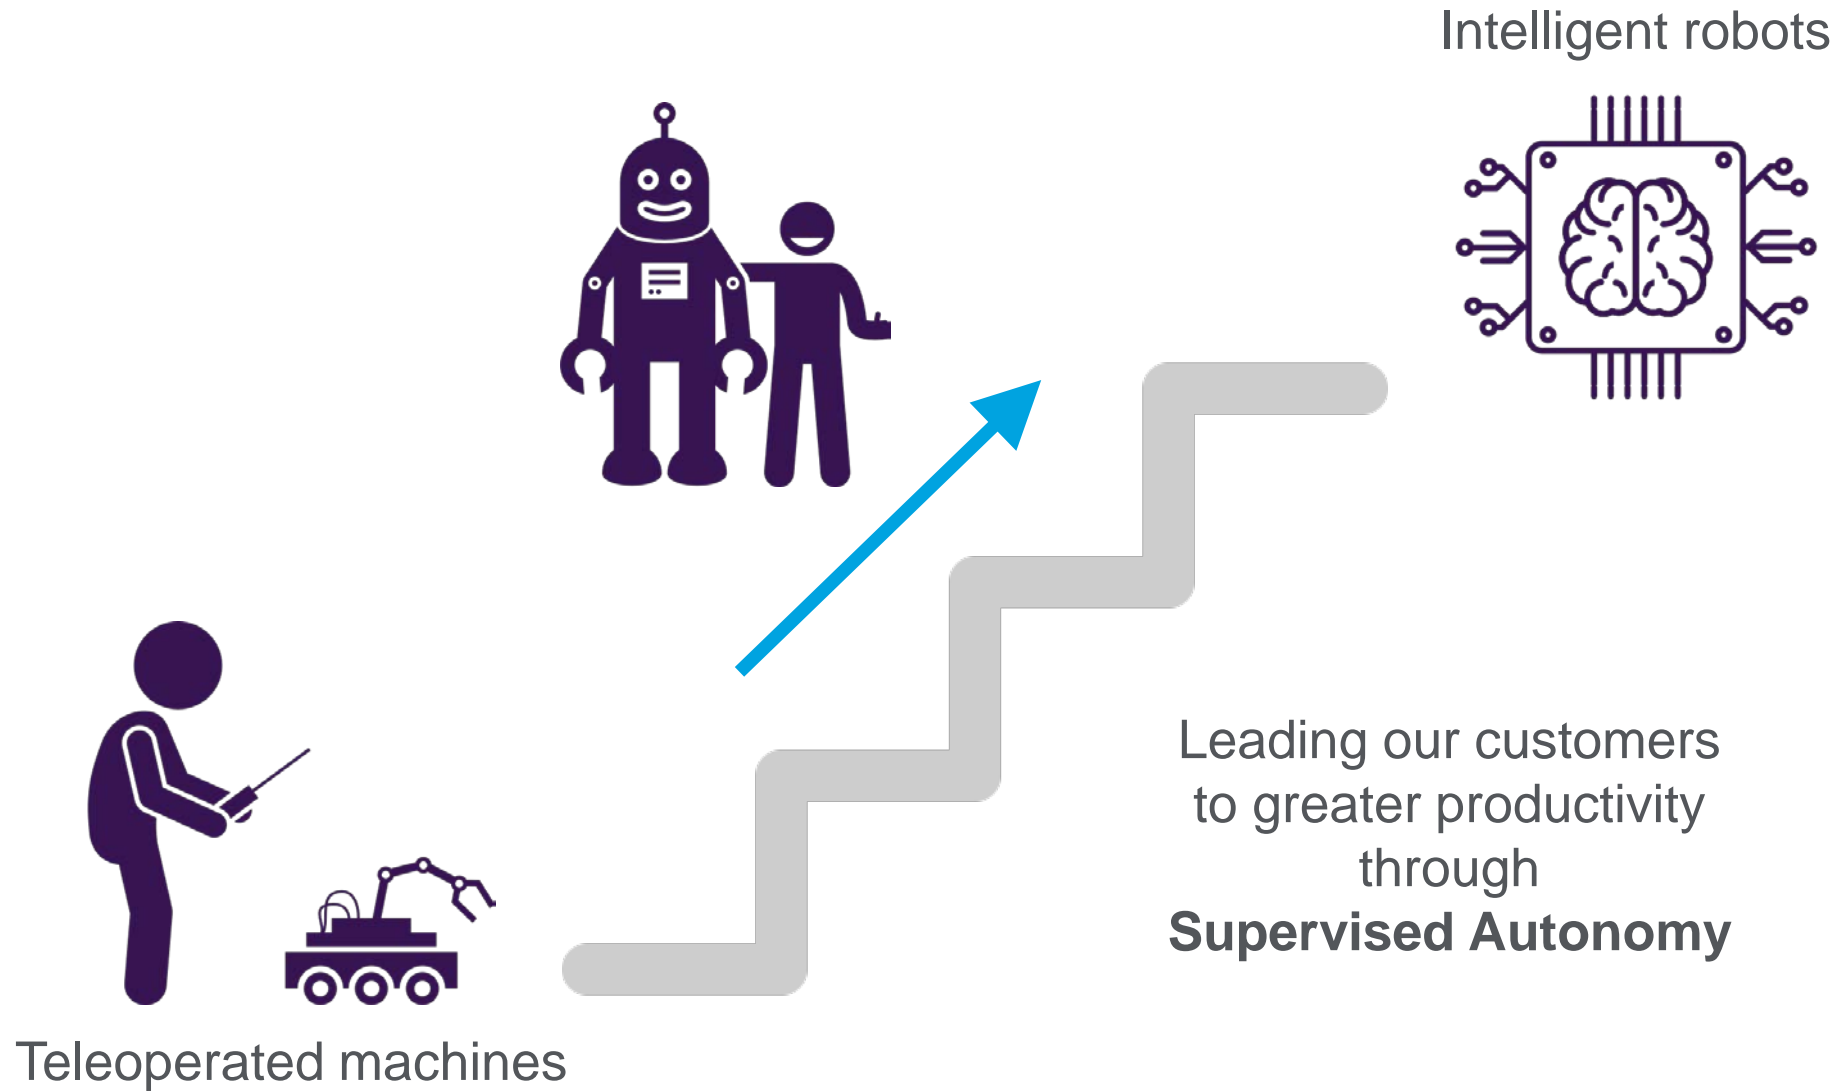 Intelligent robots
Leading our customers
to greater productivity
through
Supervised Autonomy
Teleoperated machines